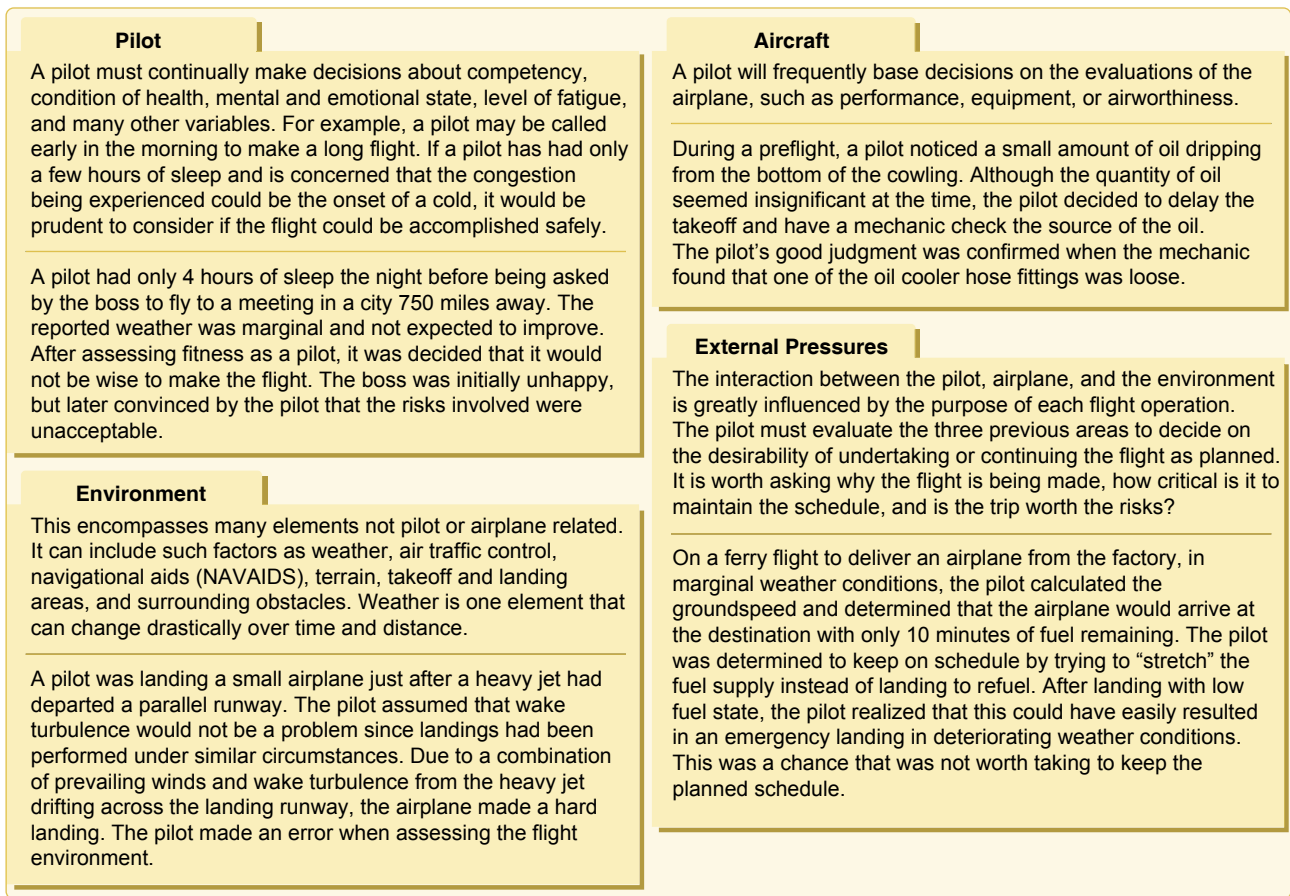 Pilot
A pilot must continually make decisions about competency,
condition of health, mental and emotional state, level of fatigue,
and many other variables. For example, a pilot may be called
early in the morning to make a long flight. If a pilot has had only
a few hours of sleep and is concerned that the congestion
being experienced could be the onset of a cold, it would be
prudent to consider if the flight could be accomplished safely.
A pilot had only 4 hours of sleep the night before being asked
by the boss to fly to a meeting in a city 750 miles away. The
reported weather was marginal and not expected to improve.
After assessing fitness as a pilot, it was decided that it would
not be wise to make the flight. The boss was initially unhappy,
but later convinced by the pilot that the risks involved were
unacceptable.
Environment
This encompasses many elements not pilot or airplane related.
It can include such factors as weather, air traffic control,
navigational aids (NAVAIDS), terrain, takeoff and landing
areas, and surrounding obstacles. Weather is one element that
can change drastically over time and distance.
A pilot was landing a small airplane just after a heavy jet had
departed a parallel runway. The pilot assumed that wake
turbulence would not be a problem since landings had been
performed under similar circumstances. Due to a combination
of prevailing winds and wake turbulence from the heavy jet
drifting across the landing runway, the airplane made a hard
landing. The pilot made an error when assessing the flight
environment.
Aircraft
A pilot will frequently base decisions on the evaluations of the
airplane, such as performance, equipment, or airworthiness.
During a preflight, a pilot noticed a small amount of oil dripping
from the bottom of the cowling. Although the quantity of oil
seemed insignificant at the time, the pilot decided to delay the
takeoff and have a mechanic check the source of the oil.
The pilot’s good judgment was confirmed when the mechanic
found that one of the oil cooler hose fittings was loose.
External Pressures
The interaction between the pilot, airplane, and the environment
is greatly influenced by the purpose of each flight operation.
The pilot must evaluate the three previous areas to decide on
the desirability of undertaking or continuing the flight as planned.
It is worth asking why the flight is being made, how critical is it to
maintain the schedule, and is the trip worth the risks?
On a ferry flight to deliver an airplane from the factory, in
marginal weather conditions, the pilot calculated the
groundspeed and determined that the airplane would arrive at
the destination with only 10 minutes of fuel remaining. The pilot
was determined to keep on schedule by trying to “stretch” the
fuel supply instead of landing to refuel. After landing with low
fuel state, the pilot realized that this could have easily resulted
in an emergency landing in deteriorating weather conditions.
This was a chance that was not worth taking to keep the
planned schedule.